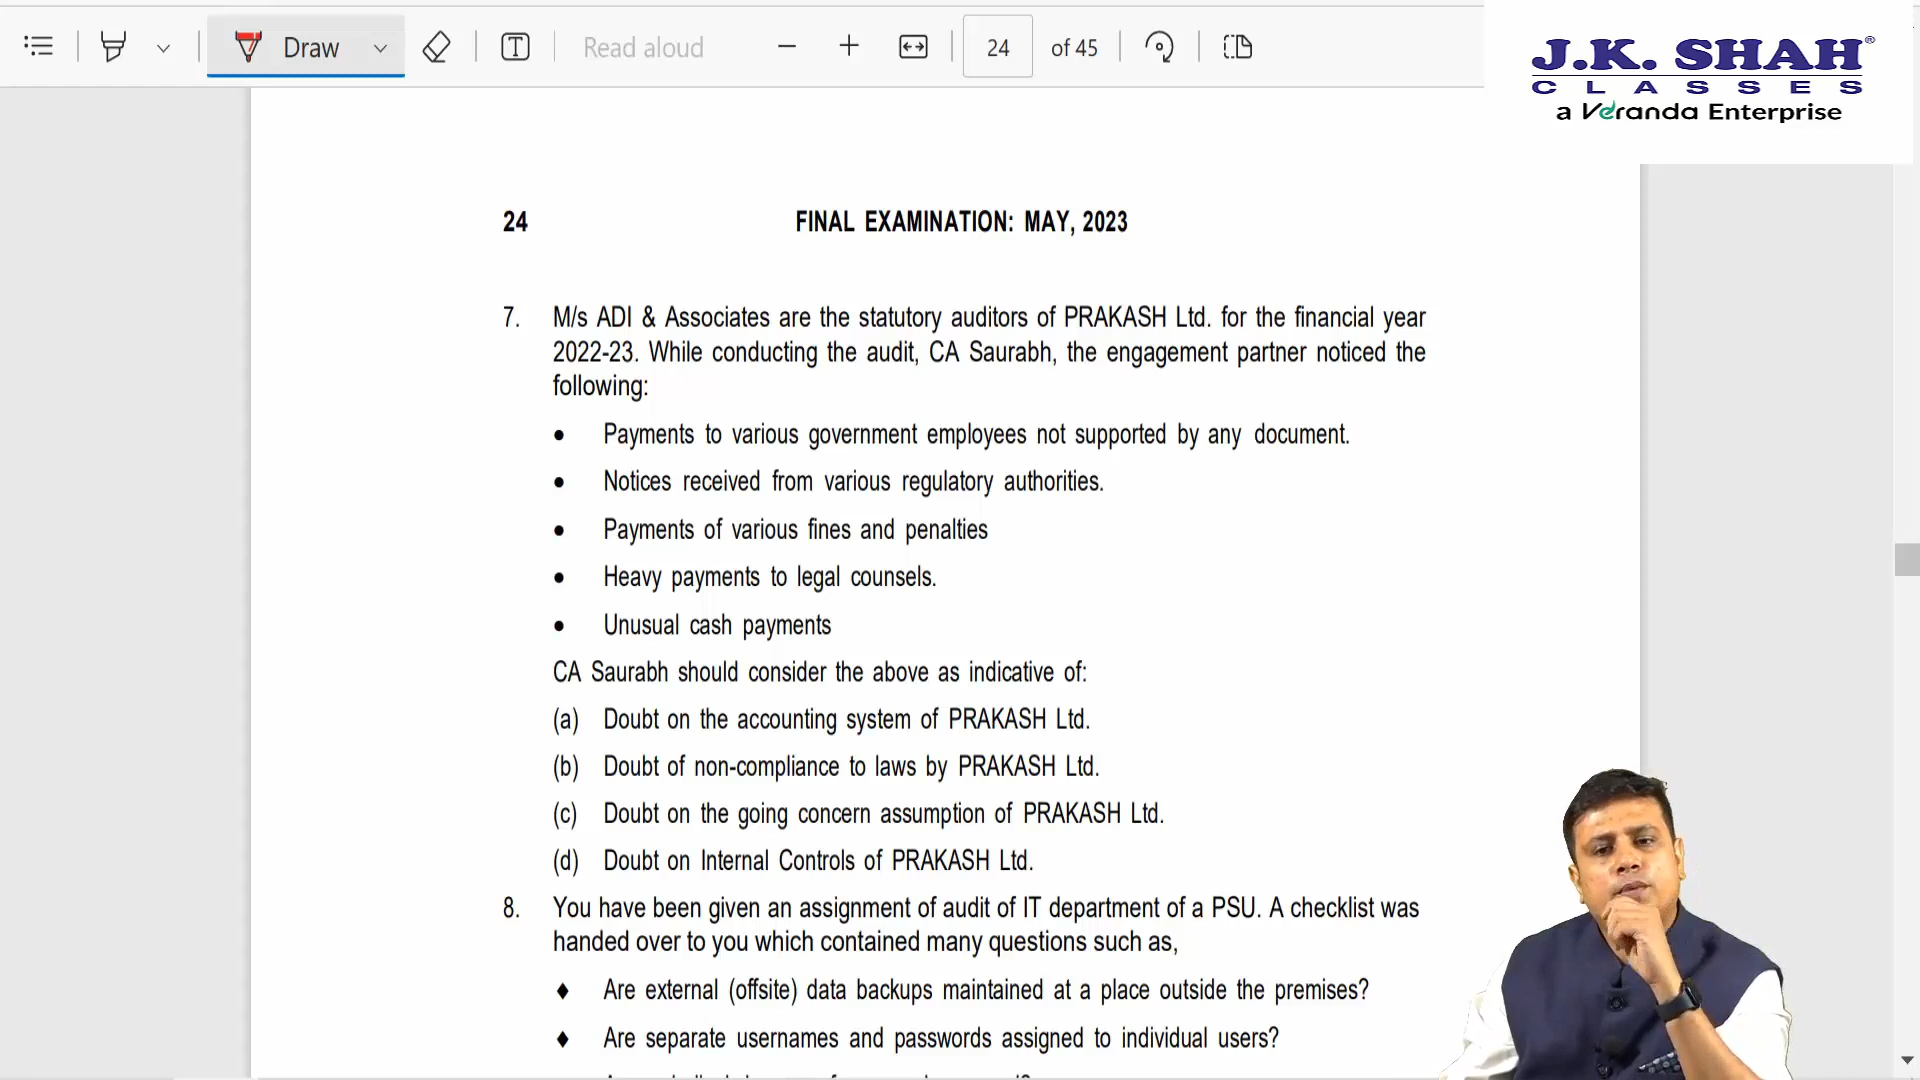 Draw
Read aloud
24
of 45
J.K. SHAH®
CLASSES
a Veranda Enterprise
24 FINAL EXAMINATION: MAY, 2023
7. M/s ADI & Associates are the statutory auditors of PRAKASH Ltd. for the financial year
2022-23. While conducting the audit, CA Saurabh, the engagement partner noticed the
following:
• Payments to various government employees not supported by any document.
• Notices received from various regulatory authorities.
• Payments of various fines and penalties
• Heavy payments to legal counsels.
• Unusual cash payments
CA Saurabh should consider the above as indicative of:
(a) Doubt on the accounting system of PRAKASH Ltd.
(b) Doubt of non-compliance to laws by PRAKASH Ltd.
(c) Doubt on the going concern assumption of PRAKASH Ltd.
(d) Doubt on Internal Controls of PRAKASH Ltd.
8. You have been given an assignment of audit of IT department of a PSU. A checklist was
handed over to you which contained many questions such as,
♦ Are external (offsite) data backups maintained at a place outside the premises?
♦ Are separate usernames and passwords assigned to individual users?